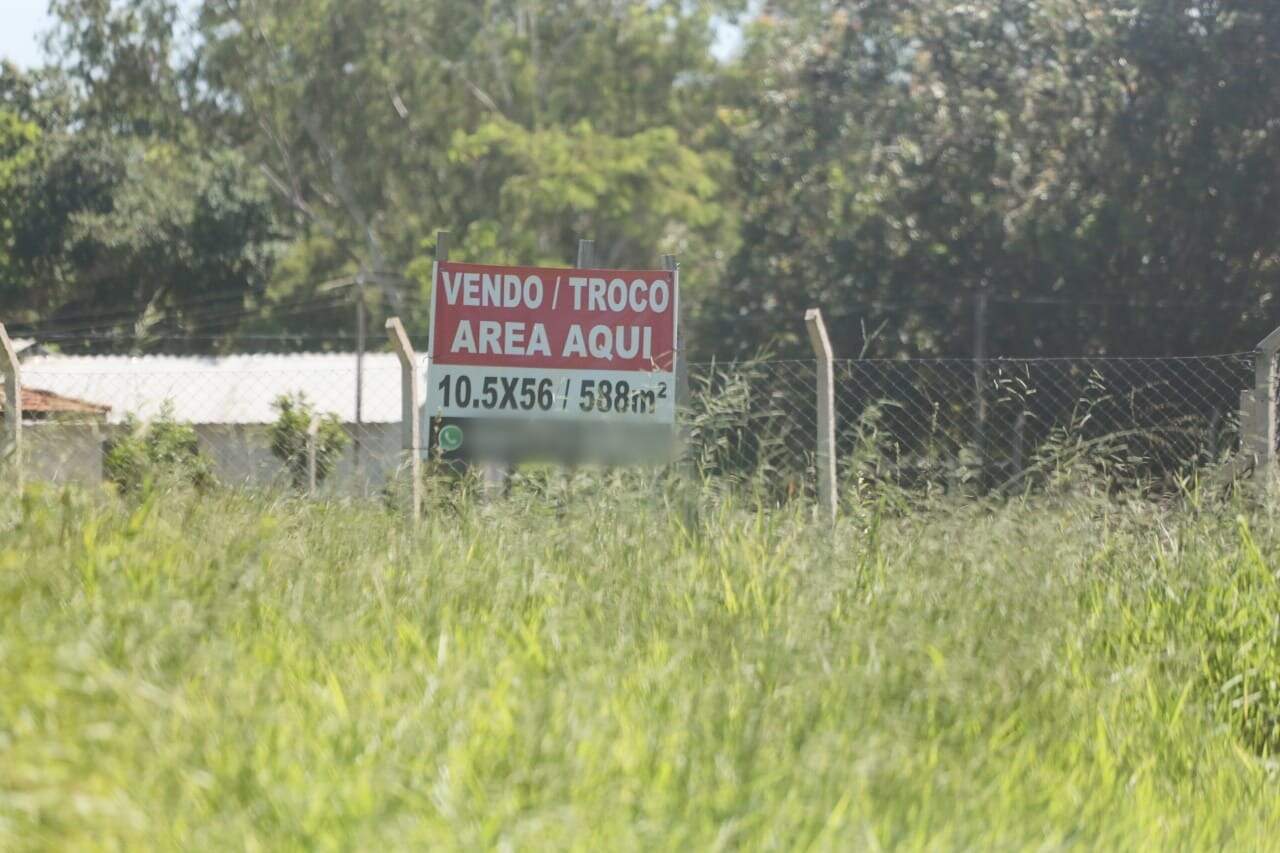 VENDO / TROCO
AREA AQUI
10.5X56 / 588m²